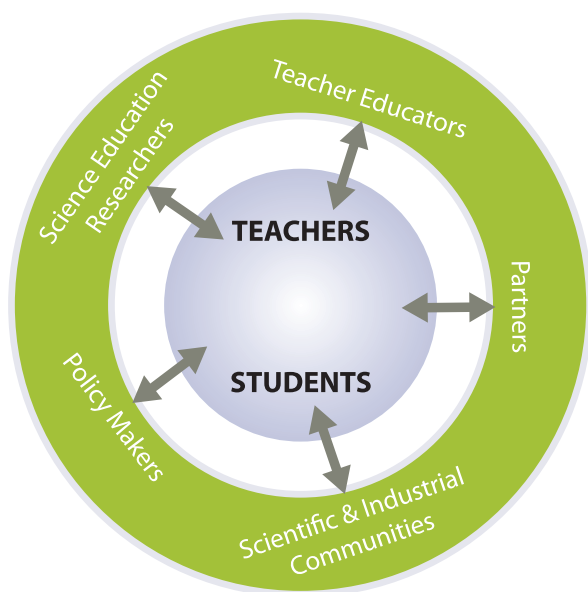 Teacher Educators
Science Education
Researchers
TEACHERS
Partners
STUDENTS
Policy Makers
Scientific & Industrial
Communities